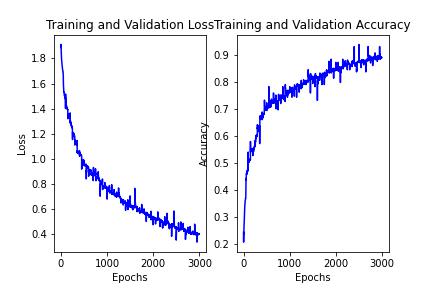 Training and Validation Loss
1.8
1.6
1.4
1.2
1.0
0.8
0.6
0.4
Loss
0 1000 2000 3000
Epochs
Training and Validation Accuracy
0.9
0.8
0.7
0.6
0.5
0.4
0.3
0.2
Accuracy
0 1000 2000 3000
Epochs